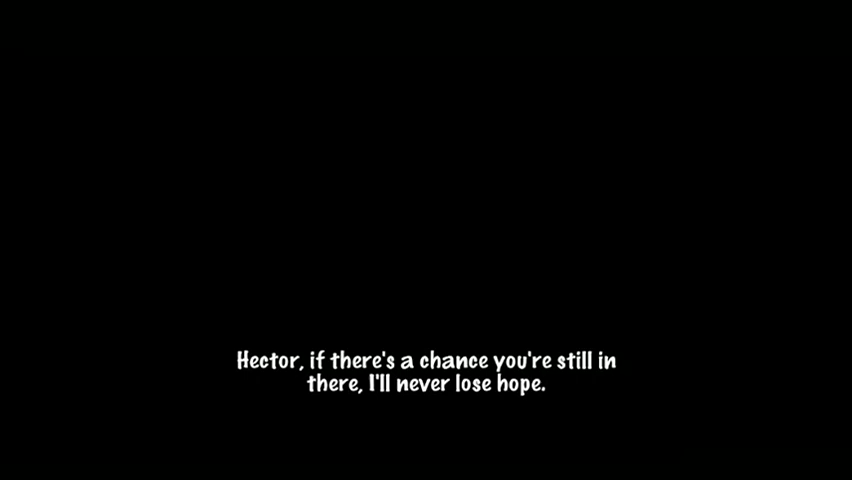 Hector, if there's a chance you're still in
there, I'll never lose hope.